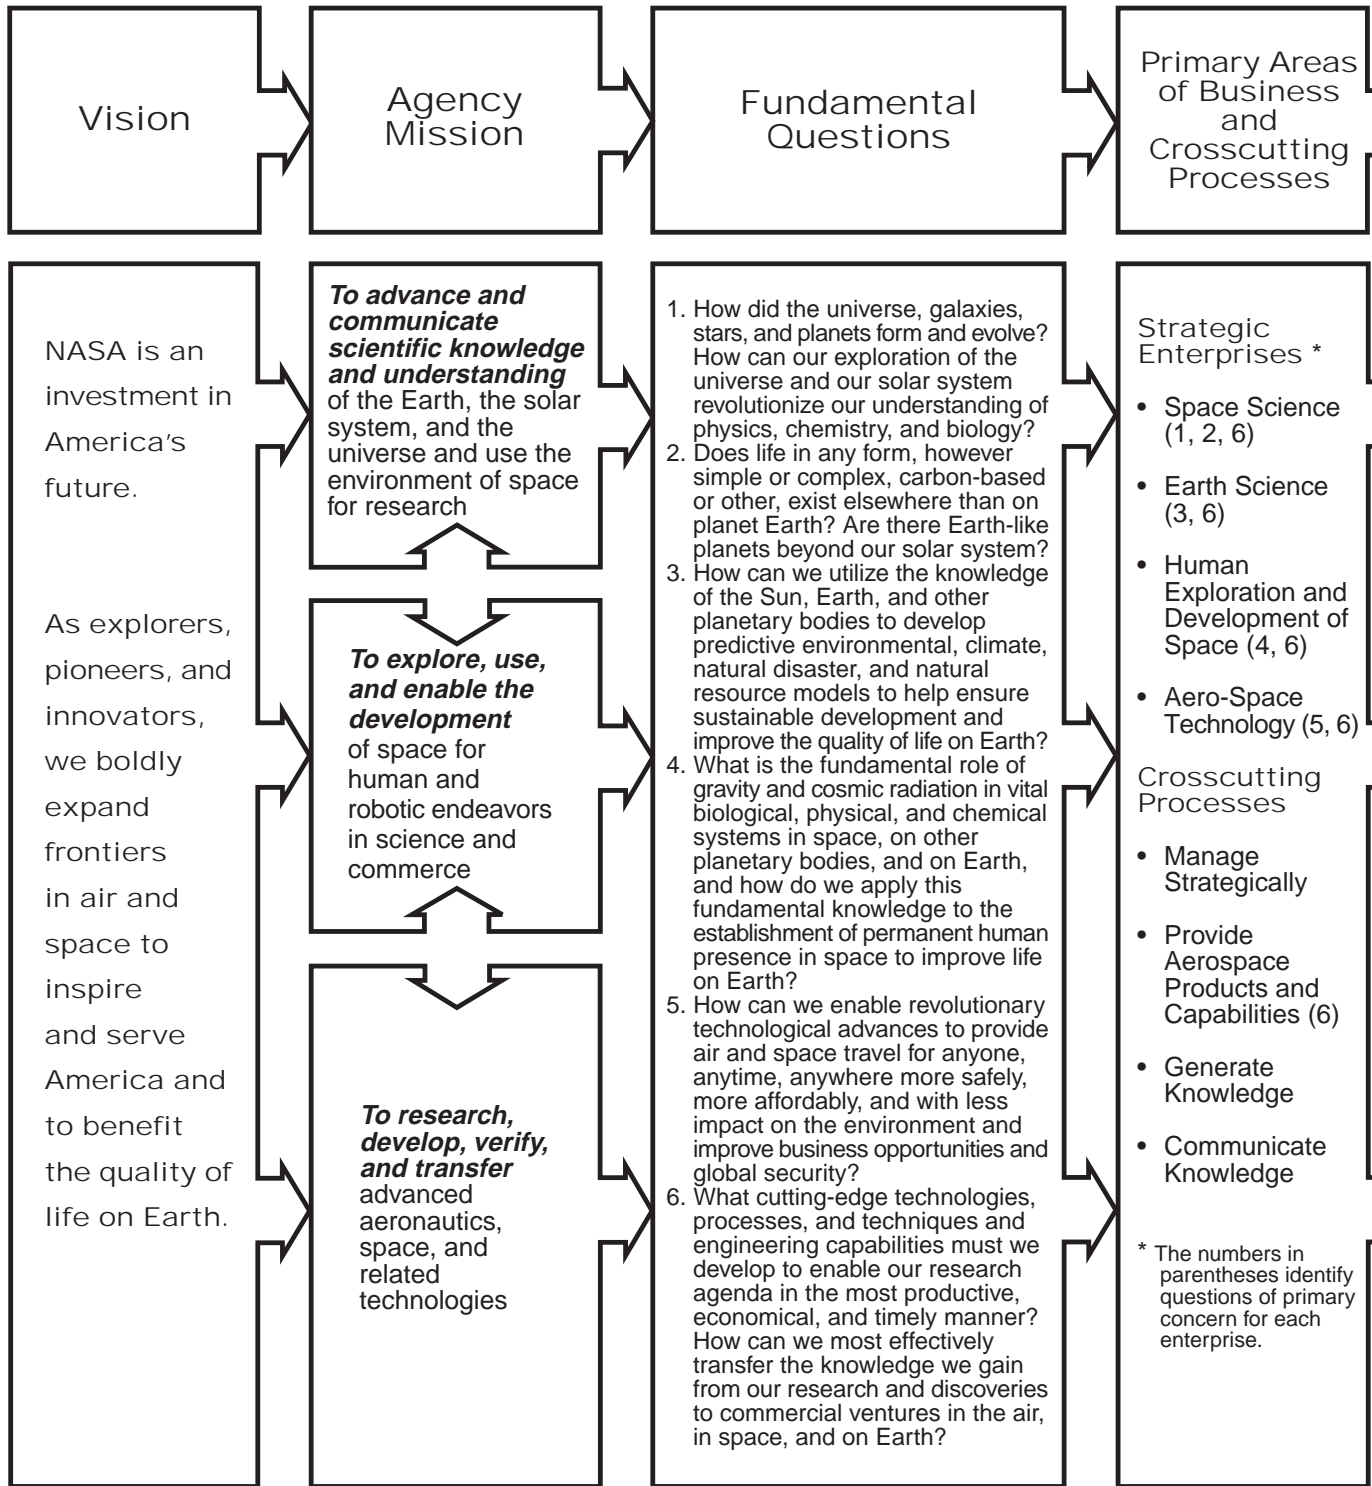 Vision
Agency
Mission
Fundamental
Questions
Primary Areas
of Business
and
Crosscutting
Processes
NASA is an
investment in
America's
future.
As explorers,
pioneers, and
innovators,
we boldly
expand
frontiers
in air and
space to
inspire
and serve
America and
to benefit
the quality of
life on Earth.
To advance and
communicate
scientific knowledge
and understanding
of the Earth, the solar
system, and the
universe and use the
environment of space
for research
To explore, use,
and enable the
development
of space for
human and
robotic endeavors
in science and
commerce
To research,
develop, verify,
and transfer
advanced
aeronautics,
space, and
related
technologies
1. How did the universe, galaxies,
stars, and planets form and evolve?
How can our exploration of the
universe and our solar system
revolutionize our understanding of
physics, chemistry, and biology?
2. Does life in any form, however
simple or complex, carbon-based
or other, exist elsewhere than on
planet Earth? Are there Earth-like
planets beyond our solar system?
3. How can we utilize the knowledge
of the Sun, Earth, and other
planetary bodies to develop
predictive environmental, climate,
natural disaster, and natural
resource models to help ensure
sustainable development and
improve the quality of life on Earth?
4. What is the fundamental role of
gravity and cosmic radiation in vital
biological, physical, and chemical
systems in space, on other
planetary bodies, and on Earth,
and how do we apply this
fundamental knowledge to the
establishment of permanent human
presence in space to improve life
on Earth?
5. How can we enable revolutionary
technological advances to provide
air and space travel for anyone,
anytime, anywhere more safely,
more affordably, and with less
impact on the environment and
improve business opportunities and
global security?
6. What cutting-edge technologies,
processes, and techniques and
engineering capabilities must we
develop to enable our research
agenda in the most productive,
economical, and timely manner?
How can we most effectively
transfer the knowledge we gain
from our research and discoveries
to commercial ventures in the air,
in space, and on Earth?
Strategic
Enterprises *
• Space Science
(1, 2, 6)
• Earth Science
(3, 6)
• Human
Exploration and
Development of
Space (4, 6)
• Aero-Space
Technology (5, 6)
Crosscutting
Processes
• Manage
Strategically
• Provide
Aerospace
Products and
Capabilities (6)
• Generate
Knowledge
• Communicate
Knowledge
* The numbers in
parentheses identify
questions of primary
concern for each
enterprise.